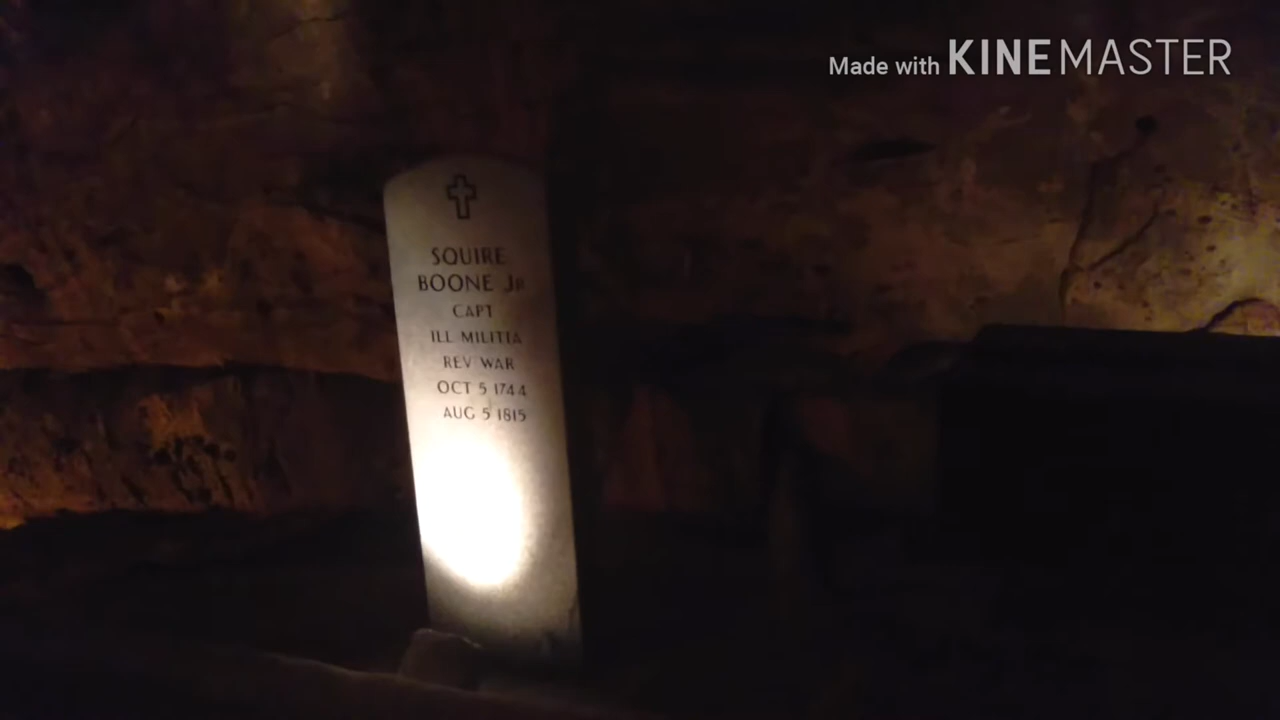 Made with KINEMASTER
SQUIRE
BOONE JR
CAPT
ILL MILITIA
REV WAR
OCT 5 1744
AUG 5 1815